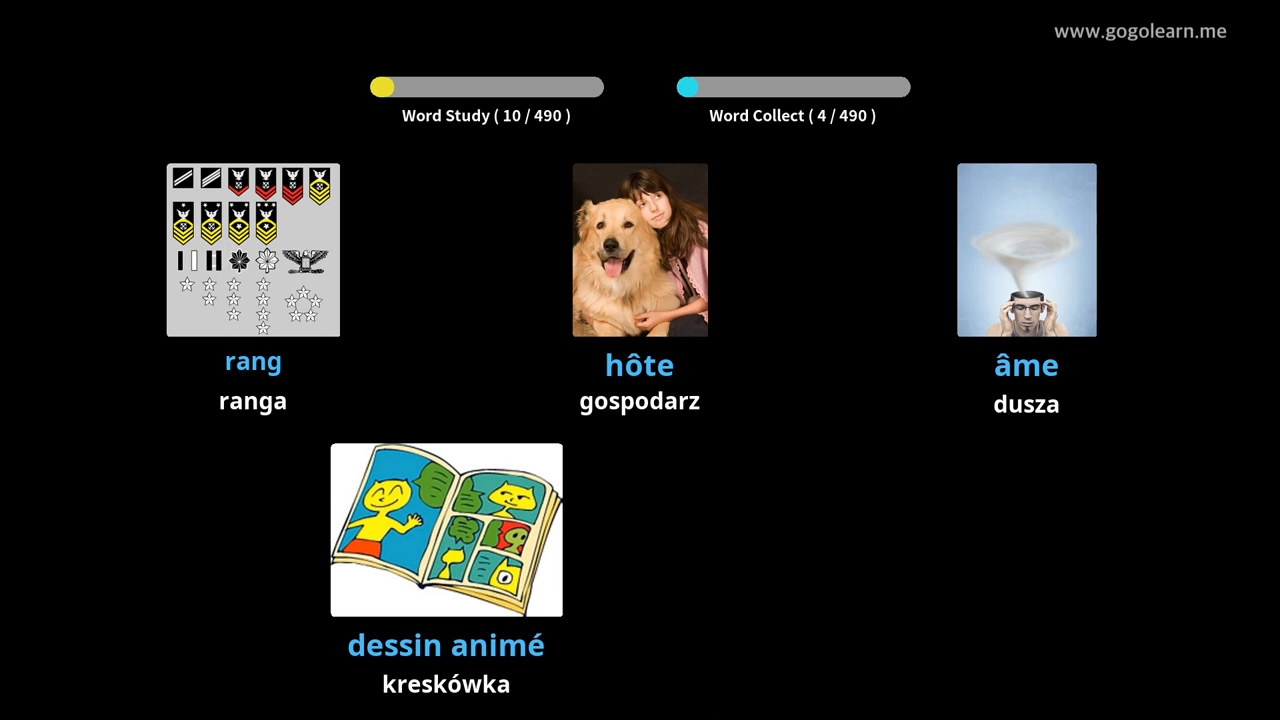 www.gogolearn.me
Word Study ( 10 / 490 )
Word Collect ( 4 / 490 )
rang
ranga
hôte
gospodarz
âme
dusza
dessin animé
kreskówka